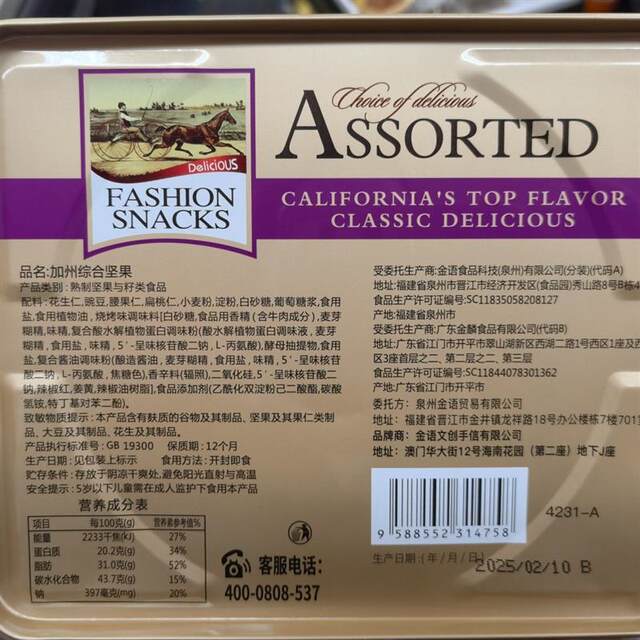 Choice of delicious
ASSORTED
DelicioUS
FASHION
SNACKS
CALIFORNIA'S TOP FLAVOR
CLASSIC DELICIOUS
品名:加州综合坚果
产品类别:熟制坚果与籽类食品
配料:花生仁,豌豆,腰果仁,扁桃仁,小麦粉,淀粉,白砂糖,葡萄糖浆,食用
盐,食用植物油,烧烤味调味料[白砂糖,食品用香精(含牛肉成分),麦芽
糊精,味精,复合酸水解植物蛋白调味粉(酸水解植物蛋白调味液,麦芽
糊精,食用盐,味精,5'-呈味核苷酸二钠,L-丙氨酸),酵母抽提物,食用
盐,复合酱油调味粉(酿造酱油,麦芽糊精,食用盐,味精,5'-呈味核苷
酸二钠,L-丙氨酸,焦糖色),香辛料(辐照),二氧化硅,5'-呈味核苷酸二
钠,辣椒红,姜黄,辣椒油树脂],食品添加剂(乙酰化双淀粉己二酸酯,碳酸
氢铵,特丁基对苯二酚)。
致敏物质提示:本产品含有麸质的谷物及其制品、坚果及其果仁类制
品、大豆及其制品、花生及其制品。
产品执行标准号:GB 19300 保质期:12个月
生产日期:见包装上标示 食用方法:开封即食
贮存条件:存放于阴凉干爽处,避免阳光直射与高温
安全提示:5岁以下儿童需在成人监护下食用本产品
营养成分表
项目 每100克(g) 营养素参考值%
能量 2233千焦(kJ) 27%
蛋白质 20.2克(g) 34%
脂肪 31.0克(g) 52%
碳水化合物 43.7克(g) 15%
钠 397毫克(mg) 20%
客服电话:
400-0808-537
受委托生产商:金语食品科技(泉州)有限公司(分装)(代码A)
地址:福建省泉州市晋江市经济开发区(食品园)秀山路8号B栋
食品生产许可证编号:SC11835058208127
产地:福建省泉州市
受委托生产商:广东金麟食品有限公司(代码B)
地址:广东省江门市开平市翠山湖新区西湖二路1号西区1座及
区3座首层之二、第二层之二、第三层
食品生产许可证编号:SC11844078301362
产地:广东省江门市开平市
委托方:泉州金语贸易有限公司
地址:福建省晋江市金井镇龙祥路18号办公楼栋7楼701
品牌商:金语文创手信有限公司
地址:澳门华大街12号海南花园(第二座)地下J座
9 588552 314758
4231-A
生产日期:(年/月/日)
2025/02/10 B